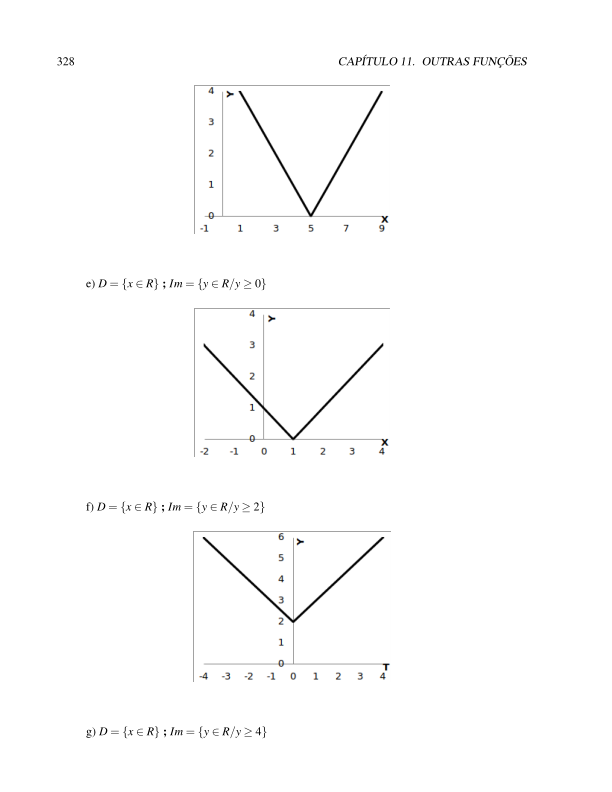 328 CAPÍTULO 11. OUTRAS FUNÇÕES
4
Y
3
2
1
0
X
-1 1 3 5 7 9
e) D = {x ∈ R} ; Im = {y ∈ R/y ≥ 0}
4
Y
3
2
1
0
X
-2 -1 0 1 2 3 4
f) D = {x ∈ R} ; Im = {y ∈ R/y ≥ 2}
6
Y
5
4
3
2
1
0
T
-4 -3 -2 -1 0 1 2 3 4
g) D = {x ∈ R} ; Im = {y ∈ R/y ≥ 4}